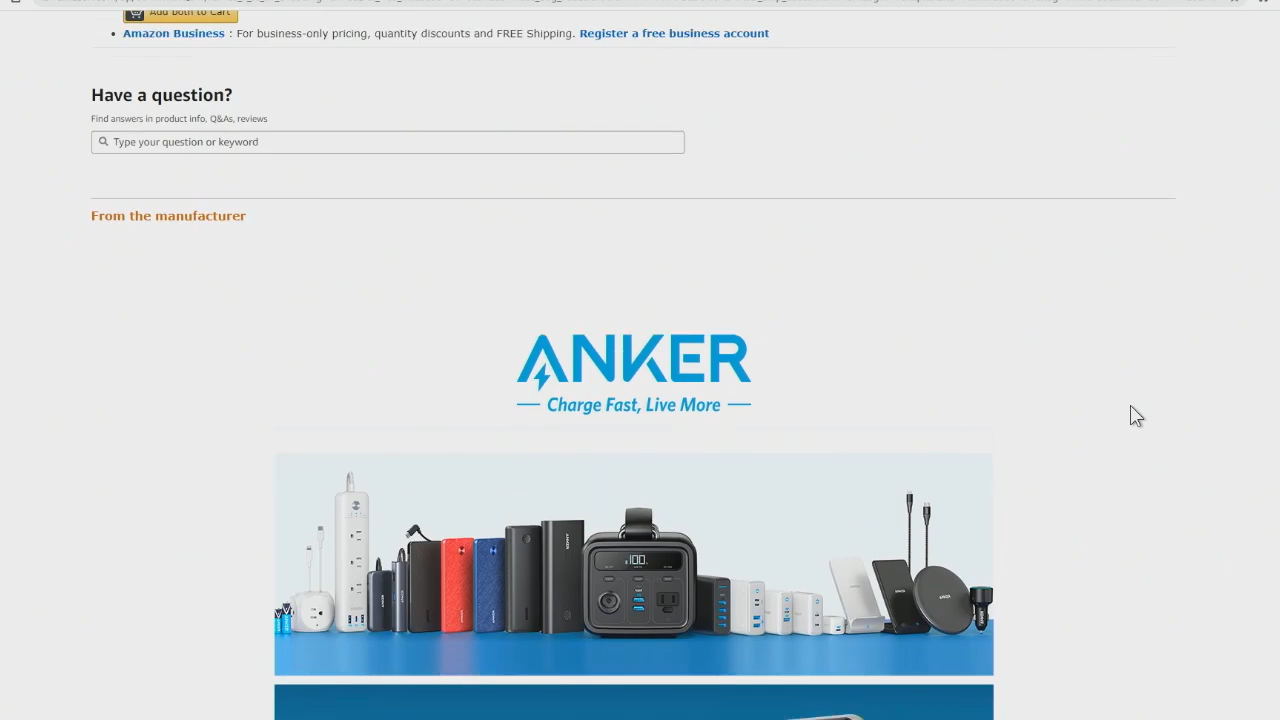 Add both to Cart
Amazon Business : For business-only pricing, quantity discounts and FREE Shipping. Register a free business account
Have a question?
Find answers in product info, Q&As, reviews
Type your question or keyword
From the manufacturer
ANKER
Charge Fast, Live More
100